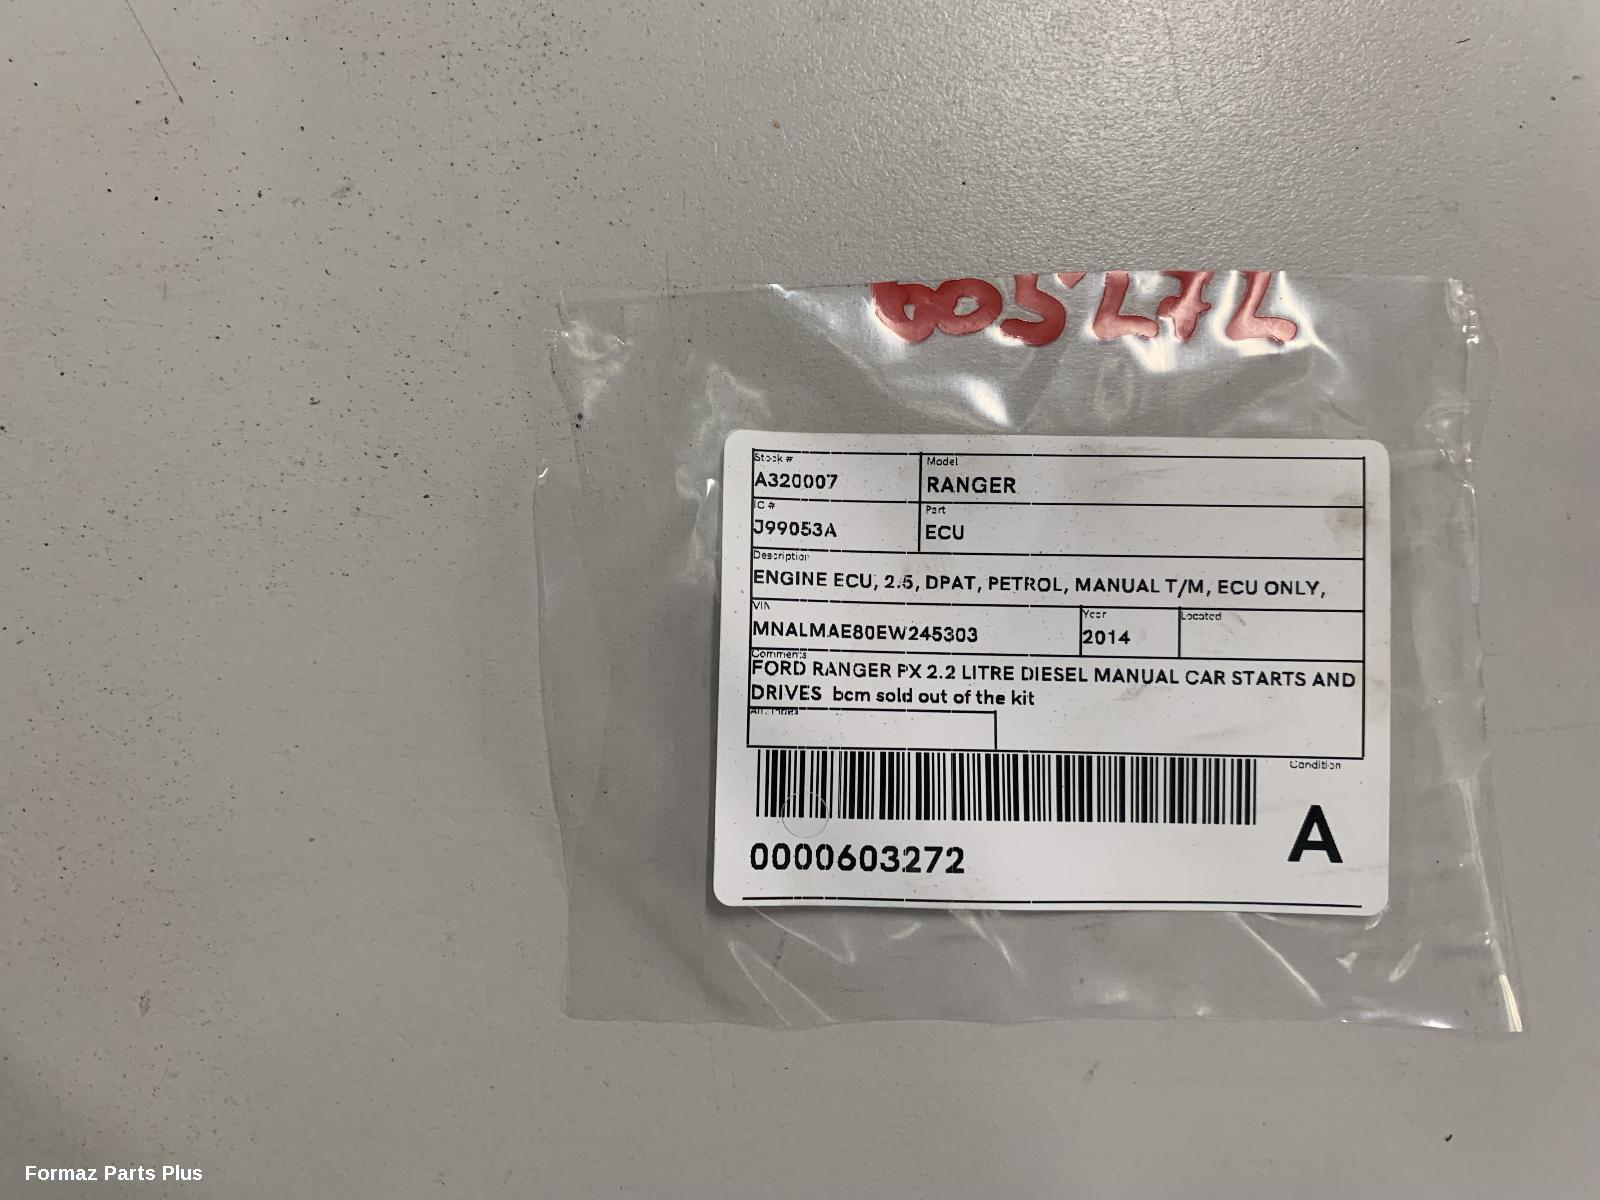 Stock #
A320007
Model
RANGER
IC #
J99053A
Part
ECU
Description
ENGINE ECU, 2.5, DPAT, PETROL, MANUAL T/M, ECU ONLY,
VIN
MNALMAE80EW245303
Year
2014
Located
Comments
FORD RANGER PX 2.2 LITRE DIESEL MANUAL CAR STARTS AND
DRIVES bcm sold out of the kit
Alt. Index
Condition
A
0000603272
Formaz Parts Plus